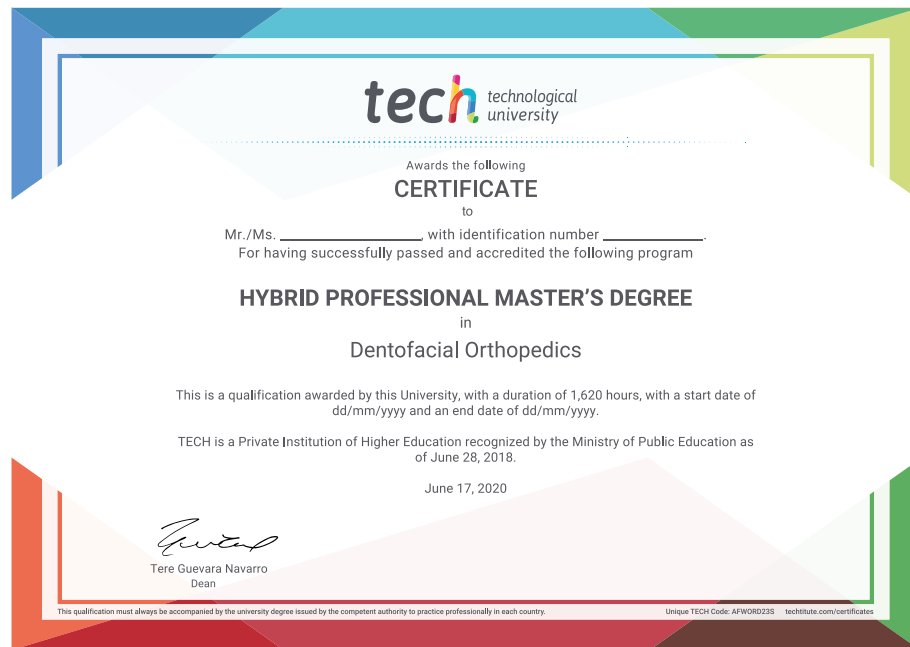 tech technological
university
Awards the following
CERTIFICATE
to
Mr./Ms. ____________________, with identification number ______________.
For having successfully passed and accredited the following program
HYBRID PROFESSIONAL MASTER'S DEGREE
in
Dentofacial Orthopedics
This is a qualification awarded by this University, with a duration of 1,620 hours, with a start date of
dd/mm/yyyy and an end date of dd/mm/yyyy.
TECH is a Private Institution of Higher Education recognized by the Ministry of Public Education as
of June 28, 2018.
June 17, 2020
Tere Guevara Navarro
Dean
This qualification must always be accompanied by the university degree issued by the competent authority to practice professionally in each country. Unique TECH Code: AFWORD23S techtitute.com/certificates